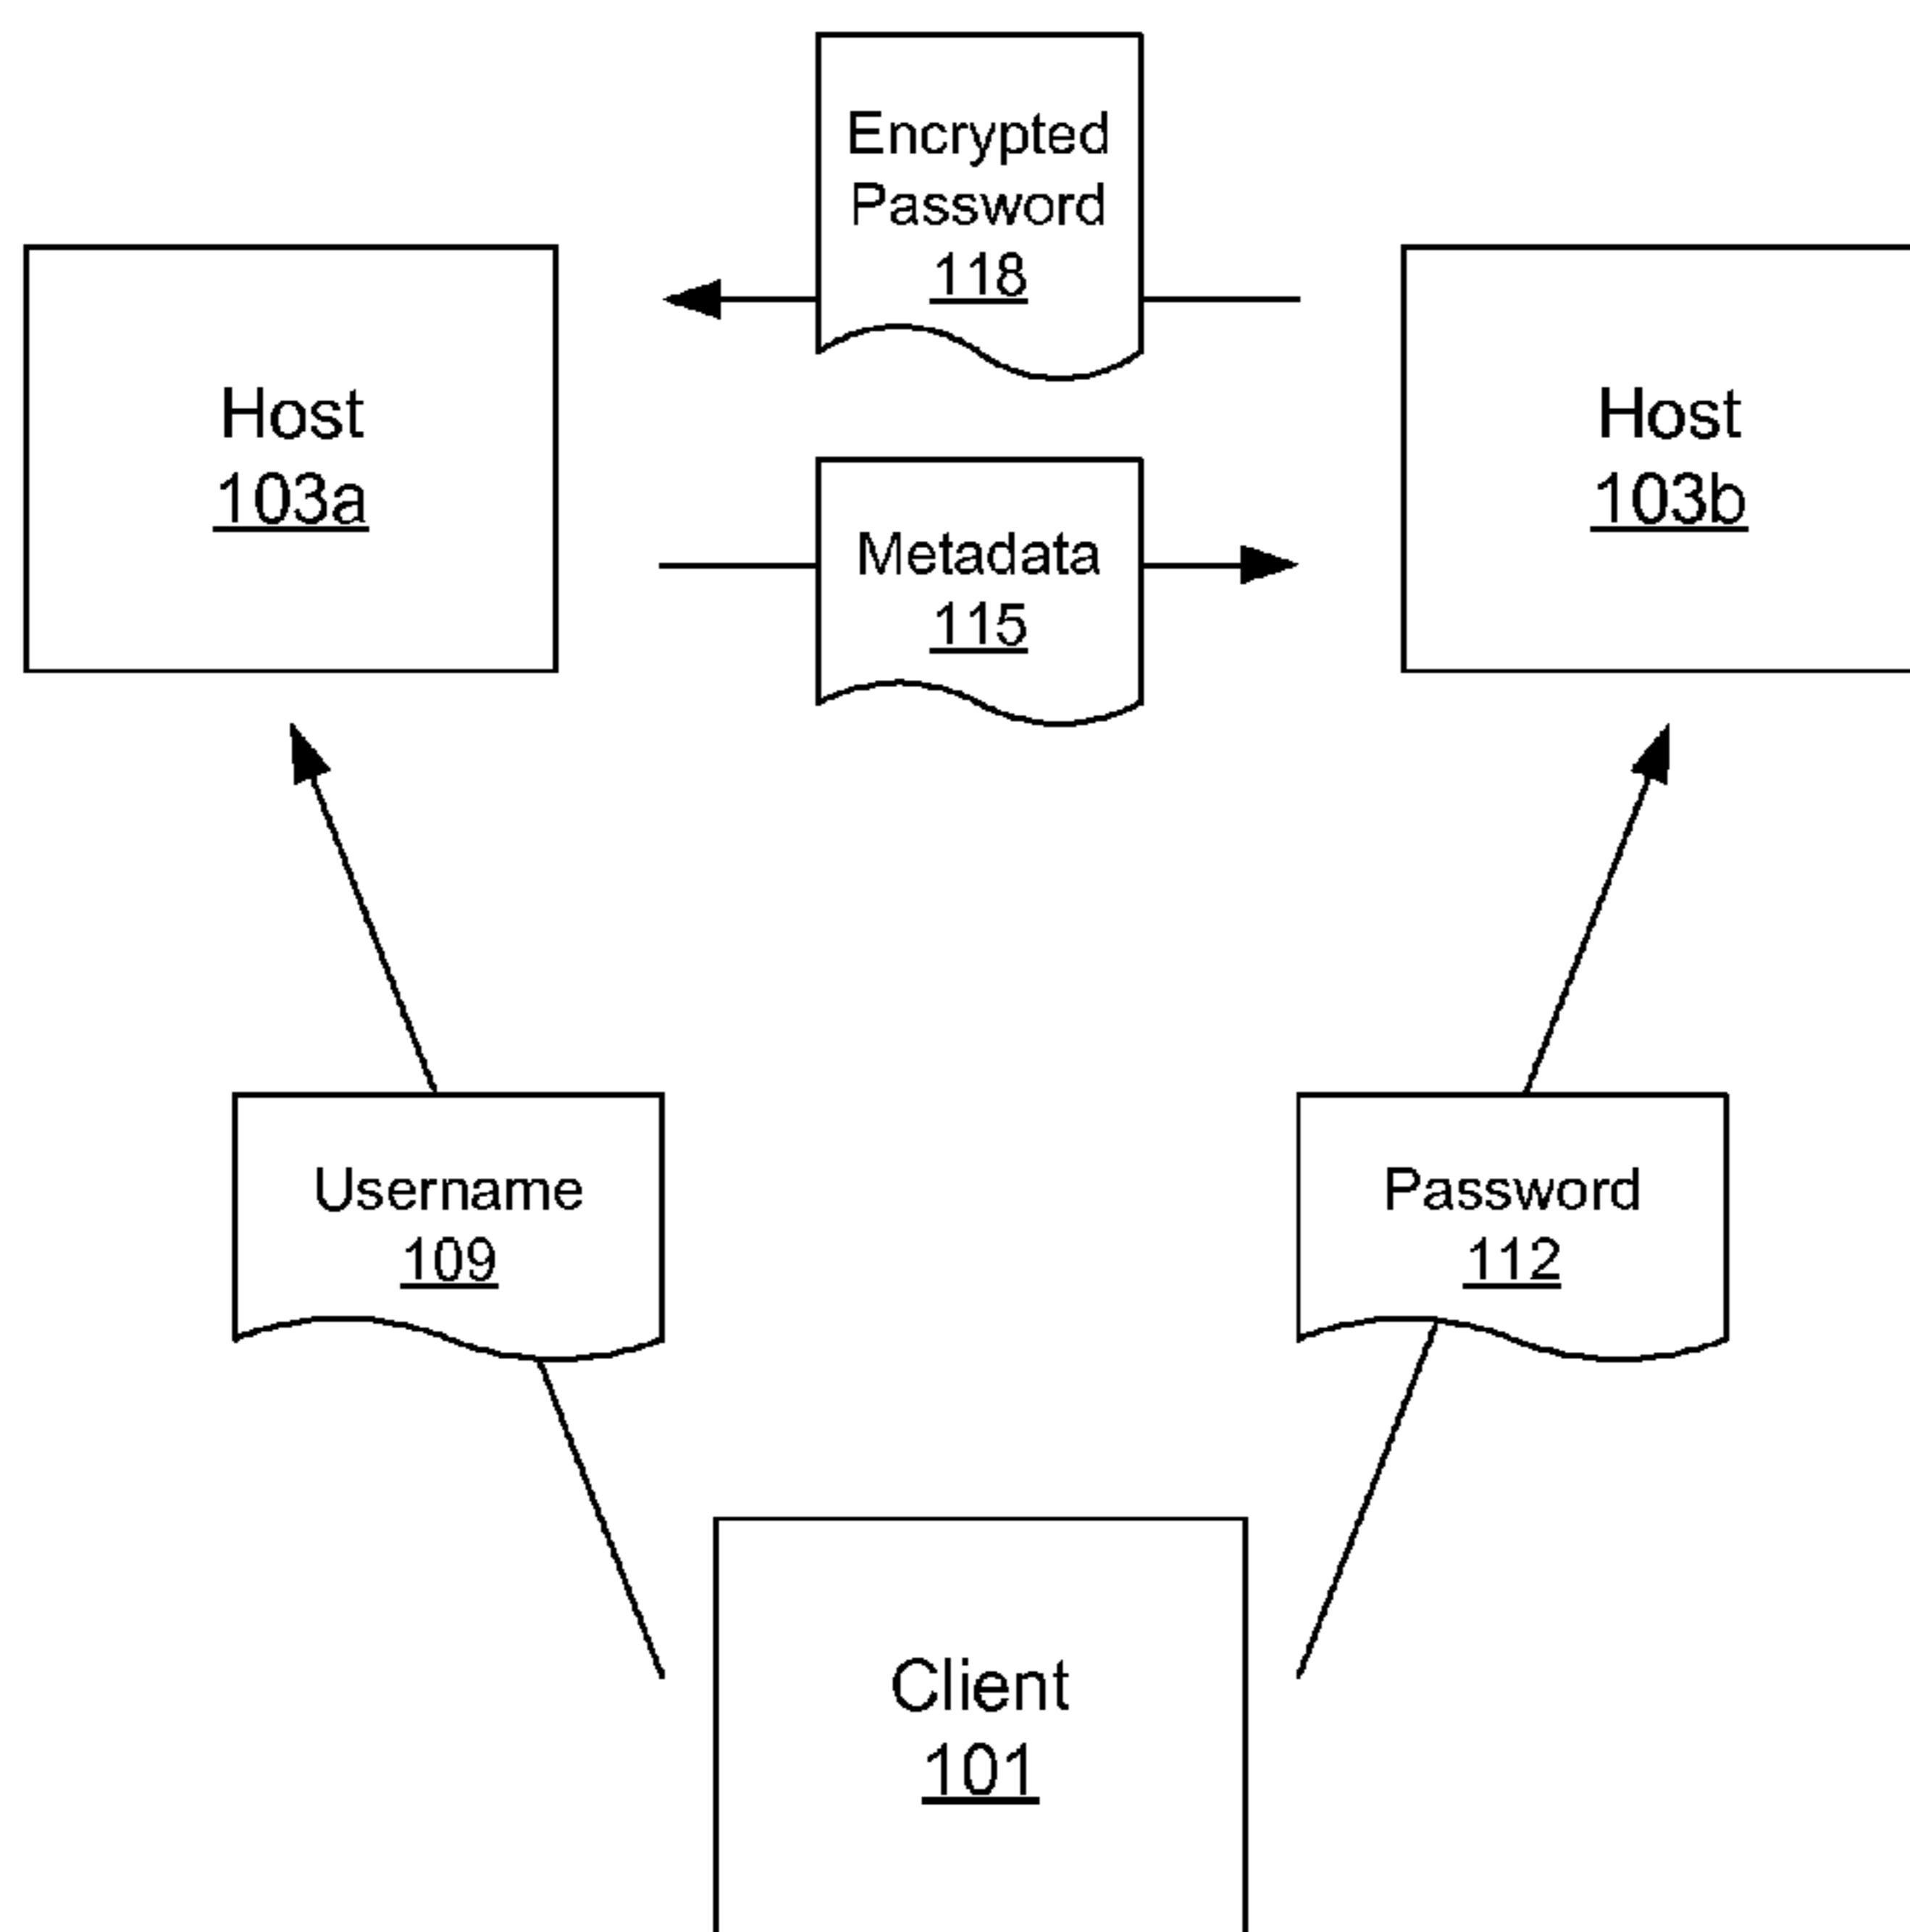 Encrypted
Password
118
Host
103a
Host
103b
Metadata
115
Username
109
Password
112
Client
101